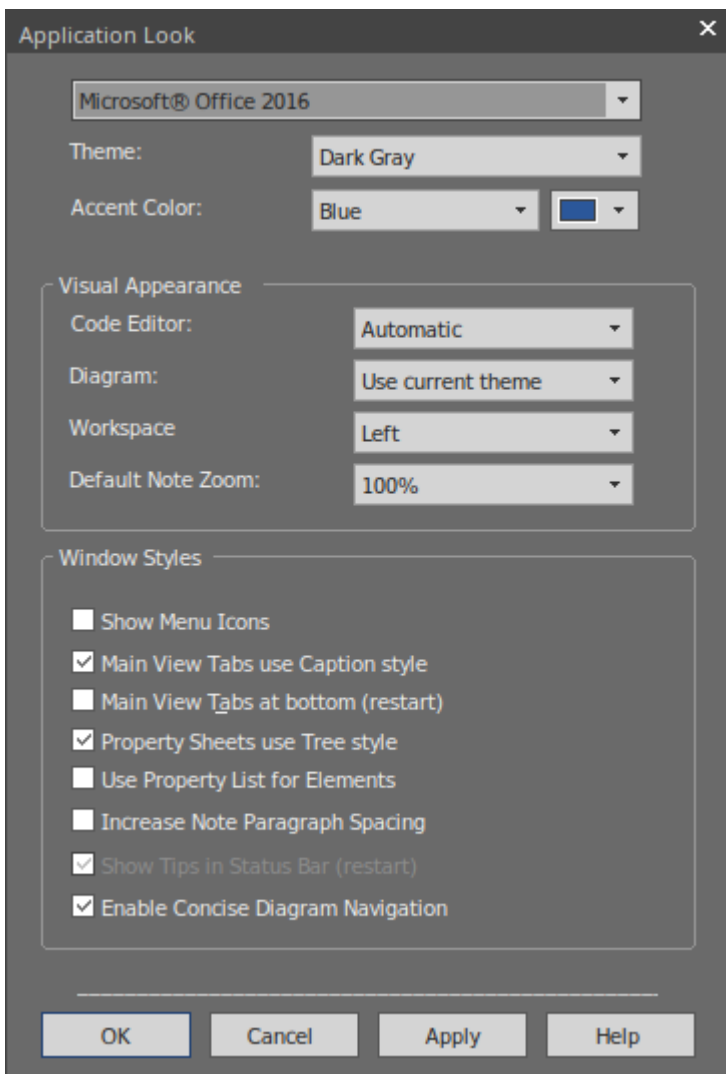 Application Look
Microsoft® Office 2016
Theme: Dark Gray
Accent Color: Blue
Visual Appearance
Code Editor: Automatic
Diagram: Use current theme
Workspace Left
Default Note Zoom: 100%
Window Styles
Show Menu Icons
Main View Tabs use Caption style
Main View Tabs at bottom (restart)
Property Sheets use Tree style
Use Property List for Elements
Increase Note Paragraph Spacing
Show Tips in Status Bar (restart)
Enable Concise Diagram Navigation
OK Cancel Apply Help